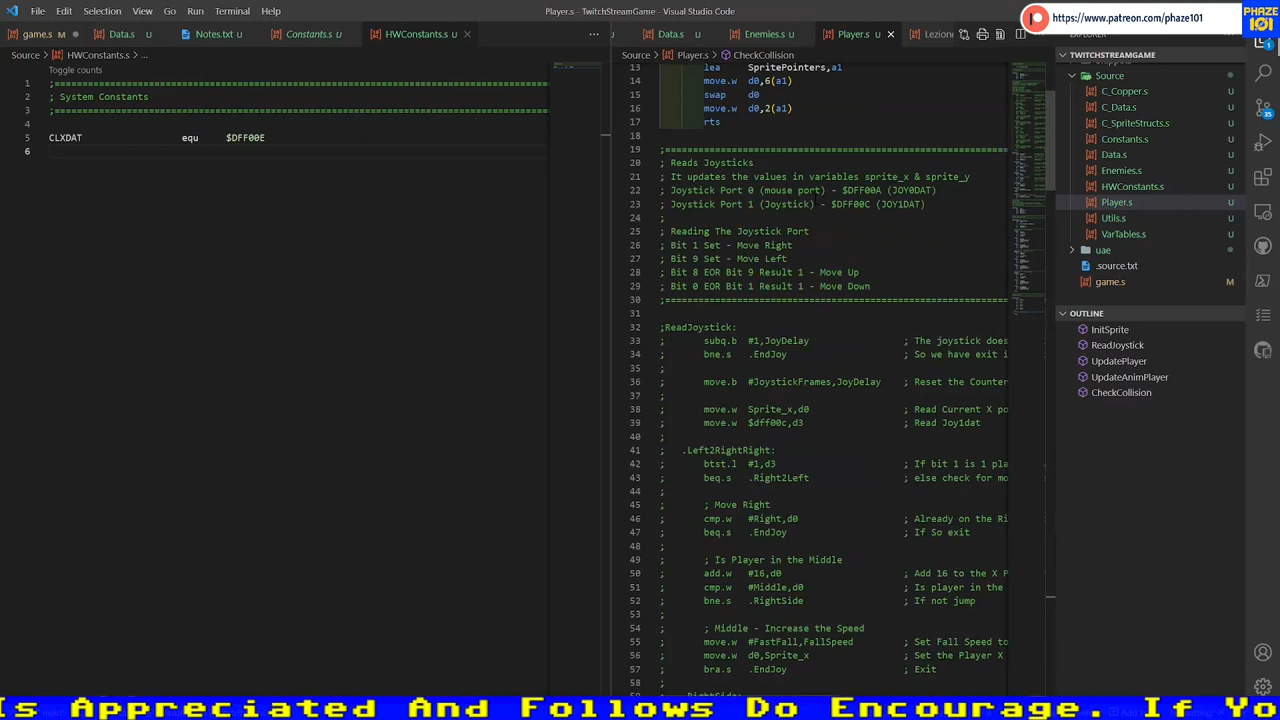 File Edit Selection View Go Run Terminal Help
Players.s - TwitchStreamGame - Visual Studio Code
https://www.patreon.com/phaze101
PHAZE
101
game.s
Data.s U
Notes.txt U
Constants.s U
HWConstants.s U
Source > HWConstants.s > ...
Toggle counts
1 ;====================================================================
2 ; System Constants
3 ;====================================================================
4
5 CLXDAT equ $DFF00E
6
Data.s U
Enemies.s U
Player.s U
Lezion
Source > Players.s > CheckCollision
13 lea SpritePointers,a1
14 move.w d0,6(a1)
15 swap d0
16 move.w d0,2(a1)
17 rts
18
19 ;==============================================================
20 ; Reads Joysticks
21 ; It updates the values in variables sprite_x & sprite_y
22 ; Joystick Port 0 (mouse port) - $DFF00A (JOY0DAT)
23 ; Joystick Port 1 (Joystick) - $DFF00C (JOY1DAT)
24 ;
25 ; Reading The Joystick Port
26 ; Bit 1 Set - Move Right
27 ; Bit 9 Set - Move Left
28 ; Bit 8 EOR Bit 9 Result 1 - Move Up
29 ; Bit 0 EOR Bit 1 Result 1 - Move Down
30 ;==============================================================
31
32 ;ReadJoystick:
33 ; subq.b #1,JoyDelay ; The joystick does
34 ; bne.s .EndJoy ; So we have exit i
35 ;
36 ; move.b #JoystickFrames,JoyDelay ; Reset the Counter
37 ;
38 ; move.w Sprite_x,d0 ; Read Current X po
39 ; move.w $dff00c,d3 ; Read Joy1dat
40 ;
41 ; .Left2RightRight:
42 ; btst.l #1,d3 ; If bit 1 is 1 pla
43 ; beq.s .Right2Left ; else check for mo
44 ;
45 ; ; Move Right
46 ; cmp.w #Right,d0 ; Already on the Ri
47 ; beq.s .EndJoy ; If So exit
48 ;
49 ; ; Is Player in the Middle
50 ; add.w #16,d0 ; Add 16 to the X P
51 ; cmp.w #Middle,d0 ; Is player in the
52 ; bne.s .RightSide ; If not jump
53 ;
54 ; ; Middle - Increase the Speed
55 ; move.w #FastFall,FallSpeed ; Set Fall Speed to
56 ; move.w d0,Sprite_x ; Set the Player X
57 ; bra.s .EndJoy ; Exit
58 ;
; .RightSide:
TWITCHSTREAMGAME
Source
C_Copper.s U
C_Data.s U
C_SpriteStructs.s U
Constants.s U
Data.s U
Enemies.s U
HWConstants.s U
Player.s U
Utils.s U
VarTables.s U
uae
.source.txt U
game.s M
OUTLINE
InitSprite
ReadJoystick
UpdatePlayer
UpdateAnimPlayer
CheckCollision
1
35
Is Appreciated And Follows Do Encourage. If Yo